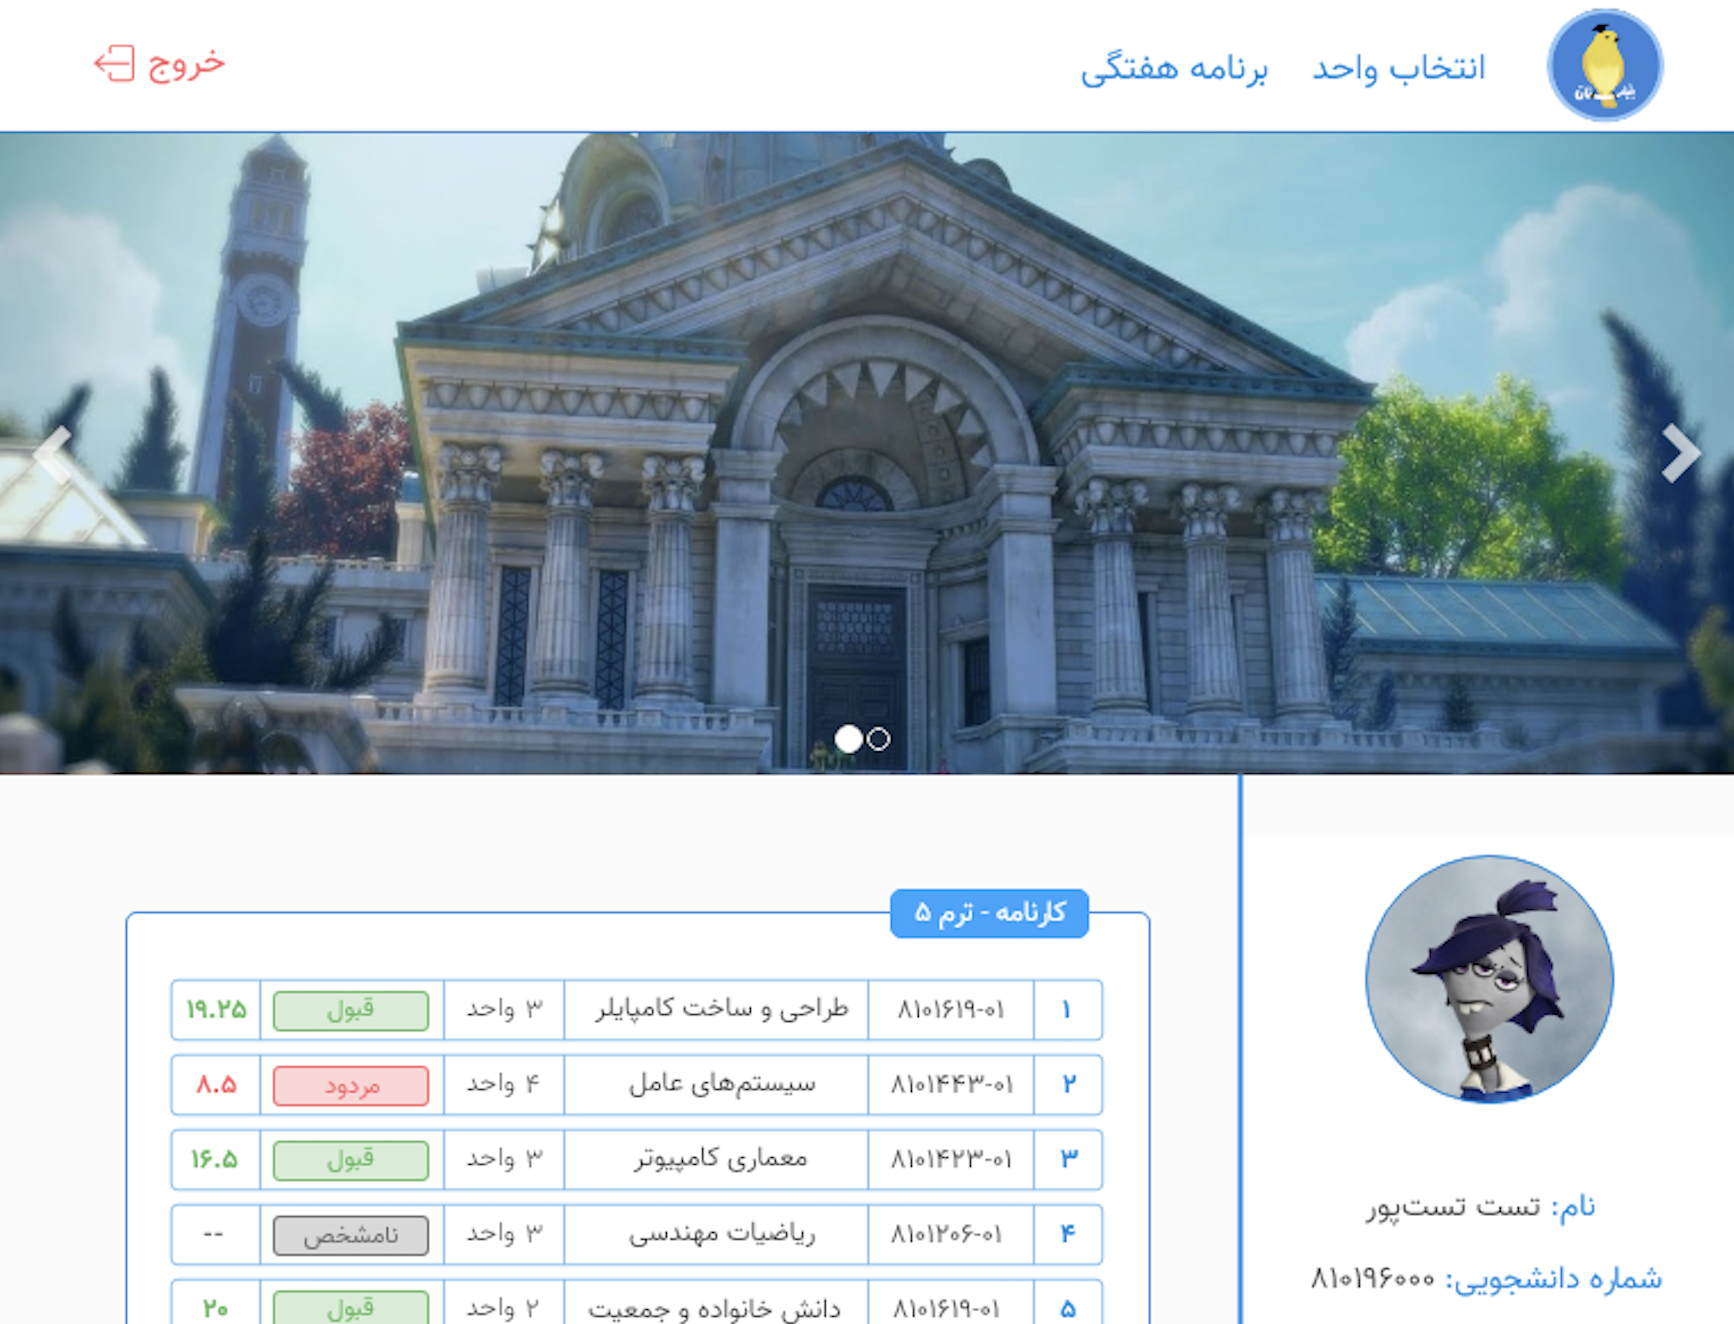 انتخاب واحد
برنامه هفتگی
خروج
نام: تست تست‌پور
شماره دانشجویی: ۸۱۰۱۹۶۰۰۰
کارنامه - ترم ۵
۱ ۸۱۰۱۶۱۹-۰۱ طراحی و ساخت کامپایلر ۳ واحد قبول ۱۹.۲۵
۲ ۸۱۰۱۴۴۳-۰۱ سیستم‌های عامل ۴ واحد مردود ۸.۵
۳ ۸۱۰۱۴۲۳-۰۱ معماری کامپیوتر ۳ واحد قبول ۱۶.۵
۴ ۸۱۰۱۲۰۶-۰۱ ریاضیات مهندسی ۳ واحد نامشخص --
۵ ۸۱۰۱۶۱۹-۰۱ دانش خانواده و جمعیت ۲ واحد قبول ۲۰